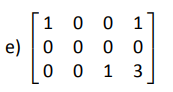 1 0 0 1
e) 0 0 0 0
0 0 1 3